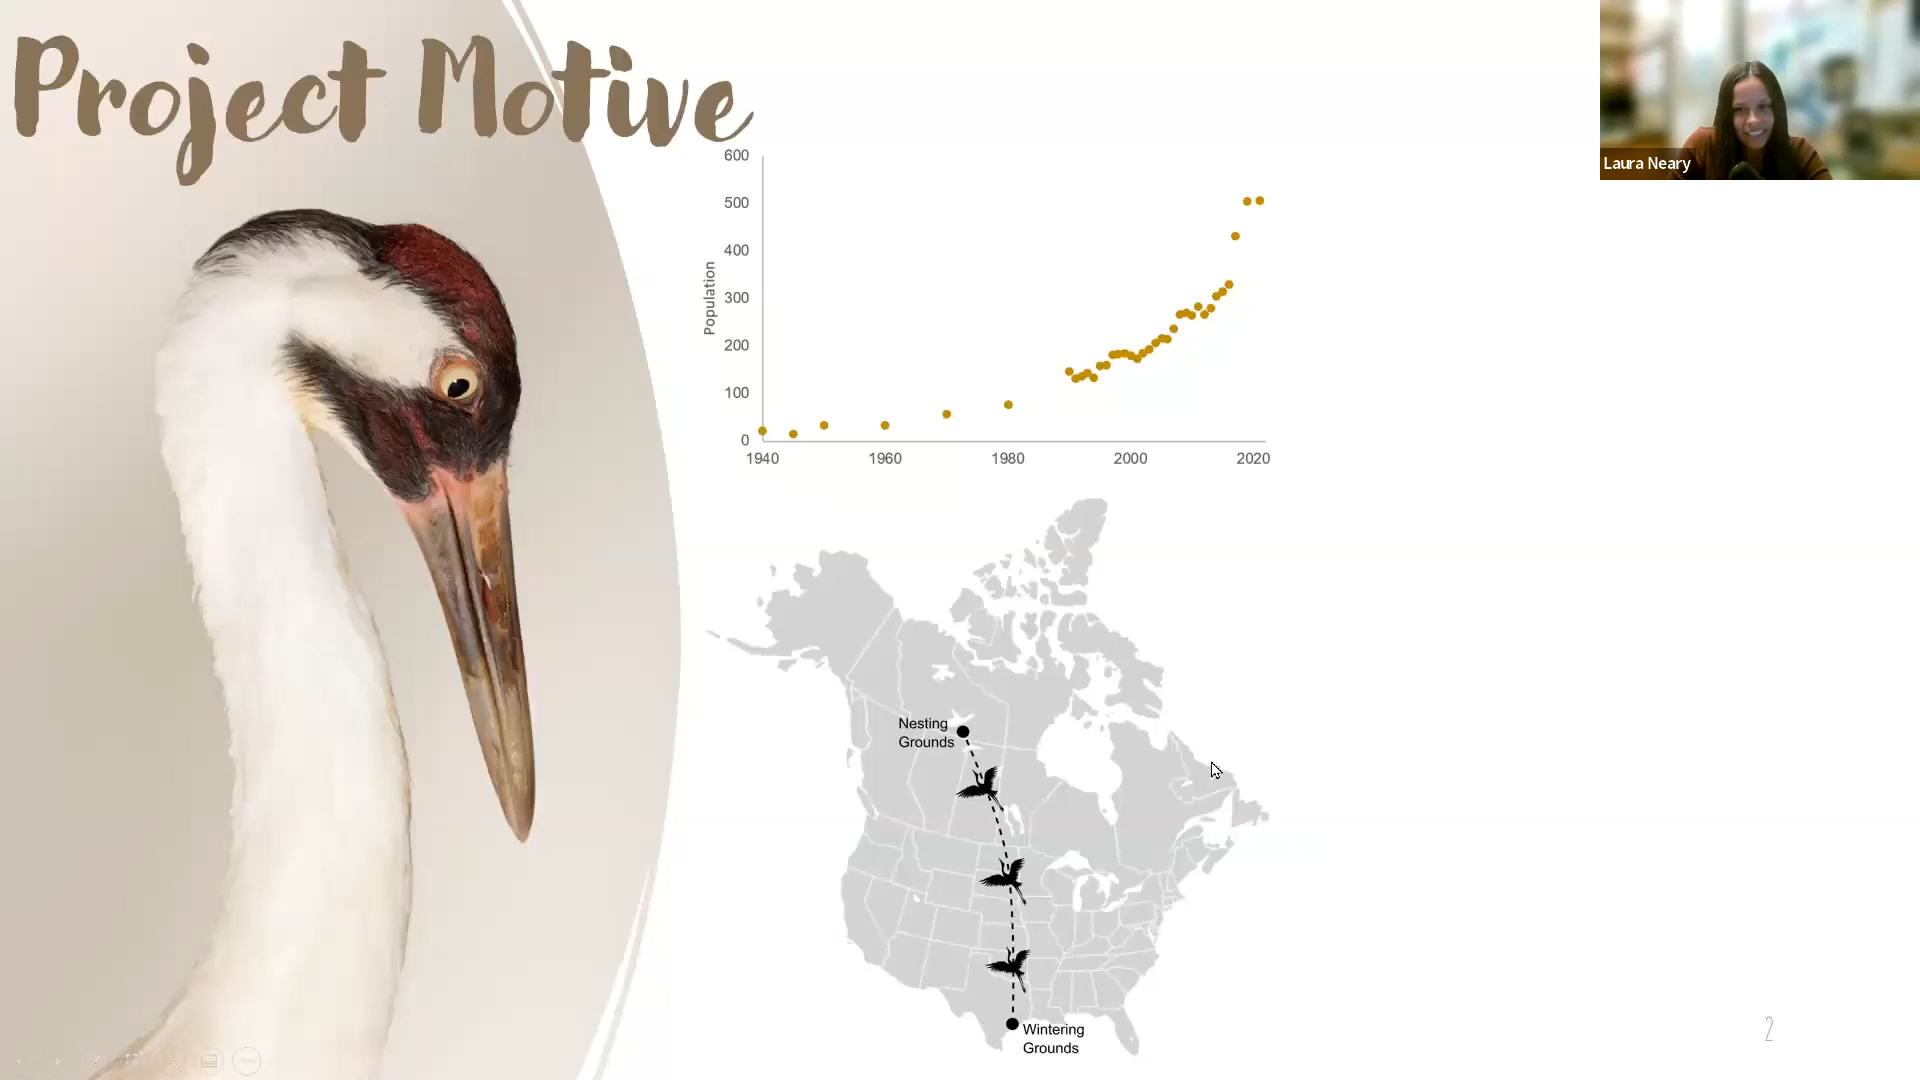 Project Motive
Laura Neary
600
500
400
300
200
100
0
Population
1940
1960
1980
2000
2020
Nesting
Grounds
Wintering
Grounds
2